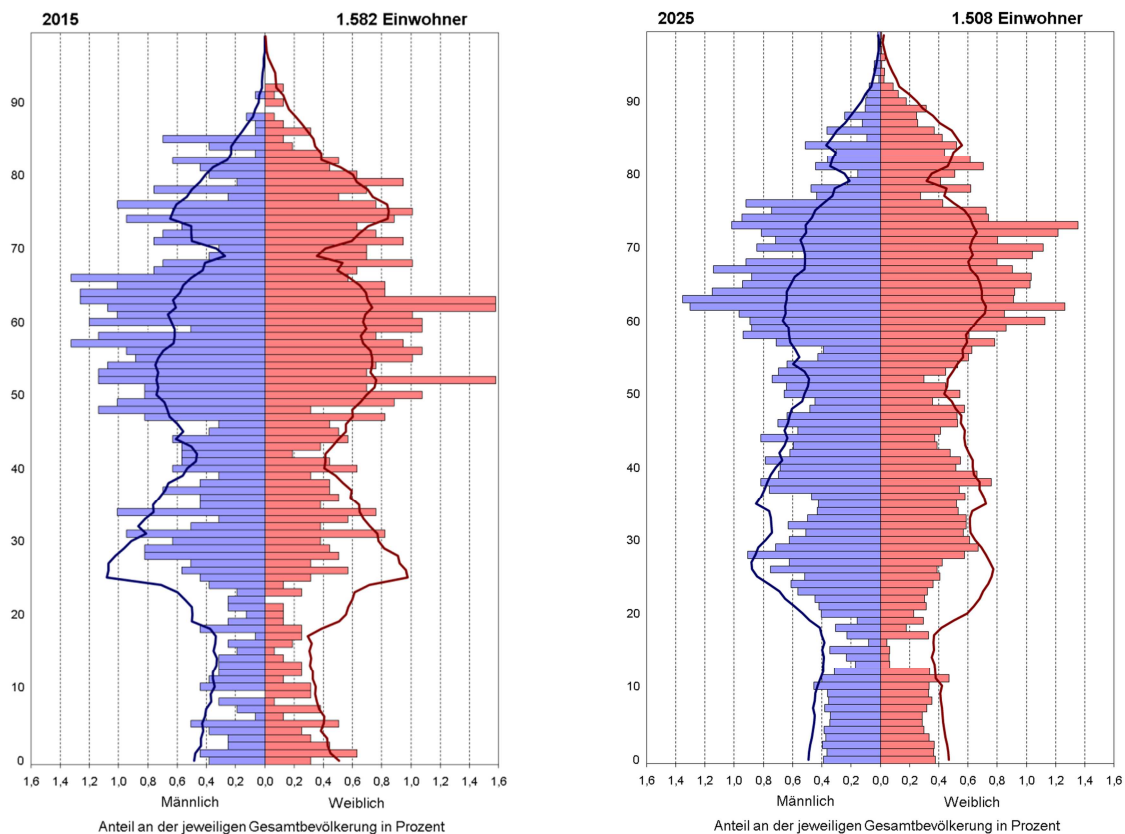 2015 1.582 Einwohner
90
80
70
60
50
40
30
20
10
0
1,6 1,4 1,2 1,0 0,8 0,6 0,4 0,2 0,0 0,2 0,4 0,6 0,8 1,0 1,2 1,4 1,6
Männlich Weiblich
Anteil an der jeweiligen Gesamtbevölkerung in Prozent
2025 1.508 Einwohner
90
80
70
60
50
40
30
20
10
0
1,6 1,4 1,2 1,0 0,8 0,6 0,4 0,2 0,0 0,2 0,4 0,6 0,8 1,0 1,2 1,4 1,6
Männlich Weiblich
Anteil an der jeweiligen Gesamtbevölkerung in Prozent